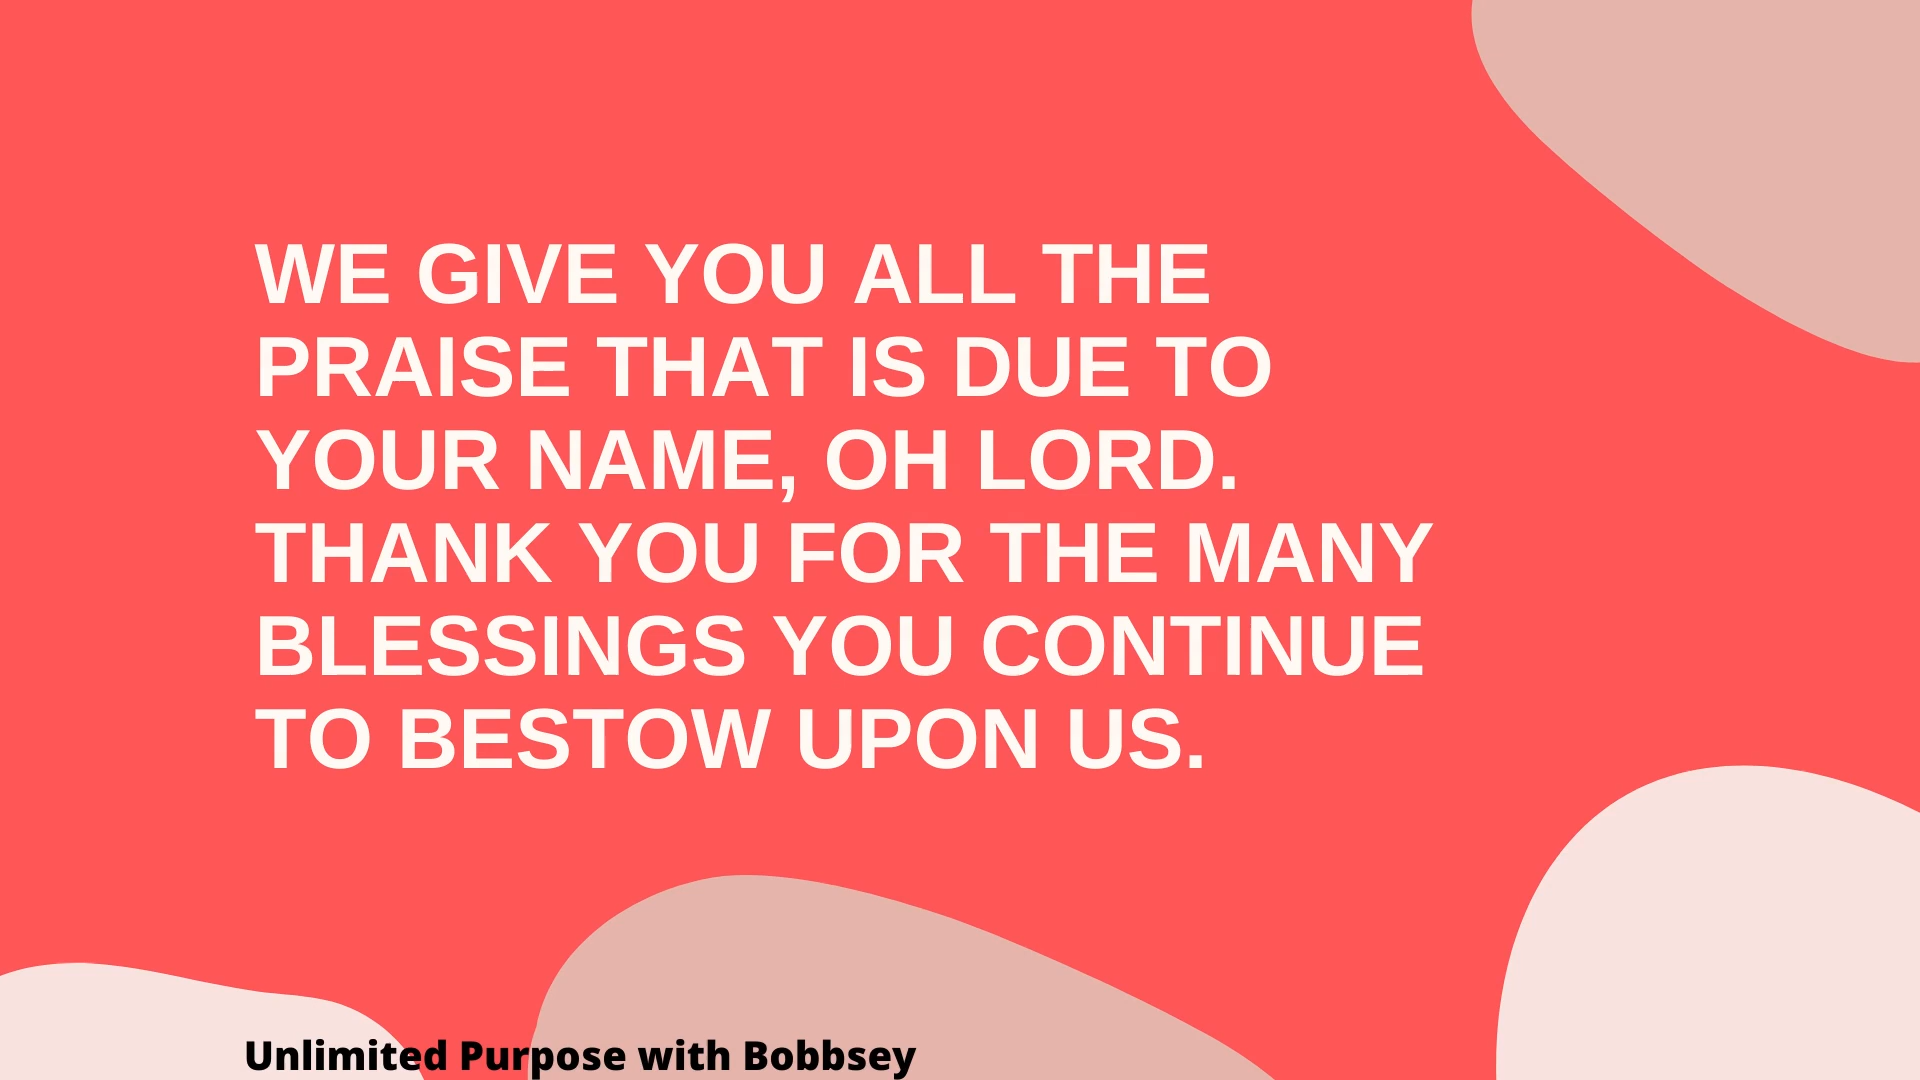 WE GIVE YOU ALL THE
PRAISE THAT IS DUE TO
YOUR NAME, OH LORD.
THANK YOU FOR THE MANY
BLESSINGS YOU CONTINUE
TO BESTOW UPON US.
Unlimited Purpose with Bobbsey